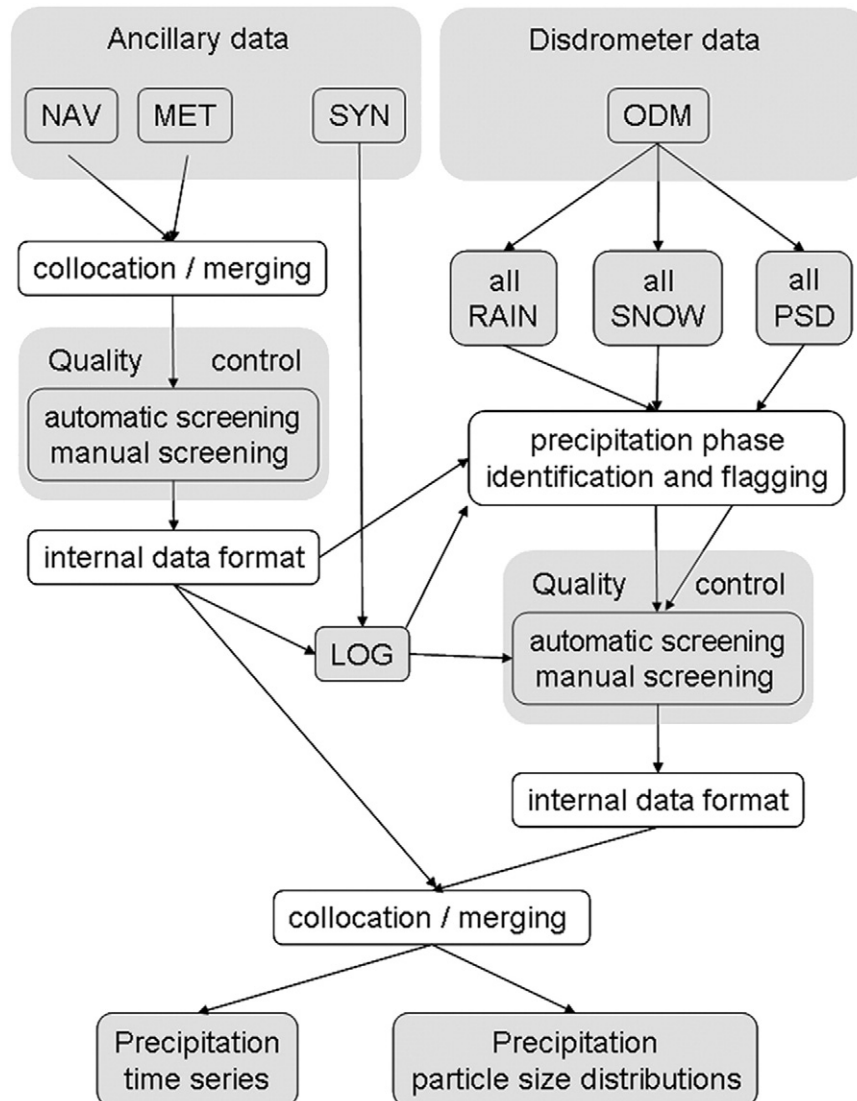 Ancillary data
Disdrometer data
NAV
MET
SYN
ODM
collocation / merging
all
RAIN
all
SNOW
all
PSD
Quality control
automatic screening
manual screening
precipitation phase
identification and flagging
internal data format
LOG
Quality control
automatic screening
manual screening
internal data format
collocation / merging
Precipitation
time series
Precipitation
particle size distributions